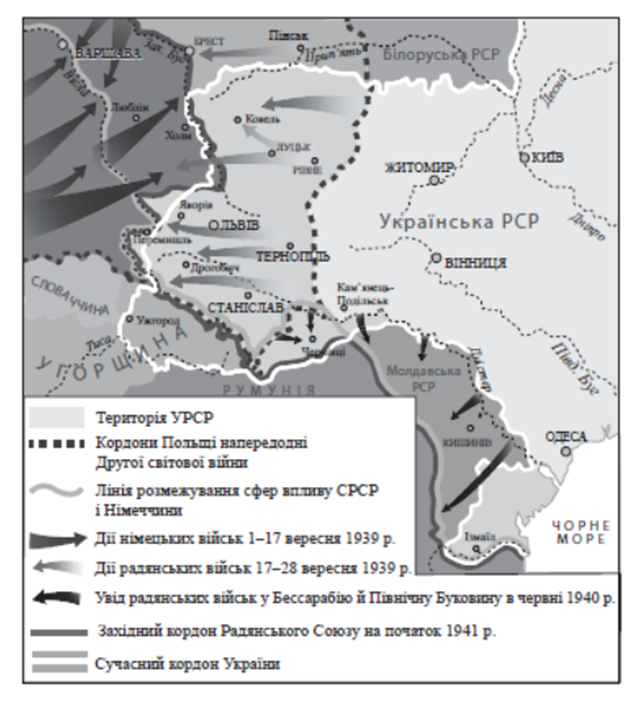 ВАРШАВА
БРЕСТ
Пінськ
Прип'ять
Білоруська РСР
Зах. Буг
Вісла
Люблін
Холм
Ковель
ЛУЦЬК
РІВНЕ
Десна
КИЇВ
ЖИТОМИР
Дніпро
Українська РСР
Яворів
ЛЬВІВ
Перемишль
ТЕРНОПІЛЬ
ВІННИЦЯ
Дрогобич
Кам'янець-
Подільськ
СЛОВАЧЧИНА
СТАНІСЛАВ
Ужгород
Чернівці
Тиса
УГОРЩИНА
РУМУНІЯ
Молдавська
РСР
Дністер
Півд. Буг
КИШИНІВ
ОДЕСА
Ізмаїл
ЧОРНЕ
МОРЕ
Територія УРСР
Кордони Польщі напередодні
Другої світової війни
Лінія розмежування сфер впливу СРСР
і Німеччини
Дії німецьких військ 1–17 вересня 1939 р.
Дії радянських військ 17–28 вересня 1939 р.
Увід радянських військ у Бессарабію й Північну Буковину в червні 1940 р.
Західний кордон Радянського Союзу на початок 1941 р.
Сучасний кордон України